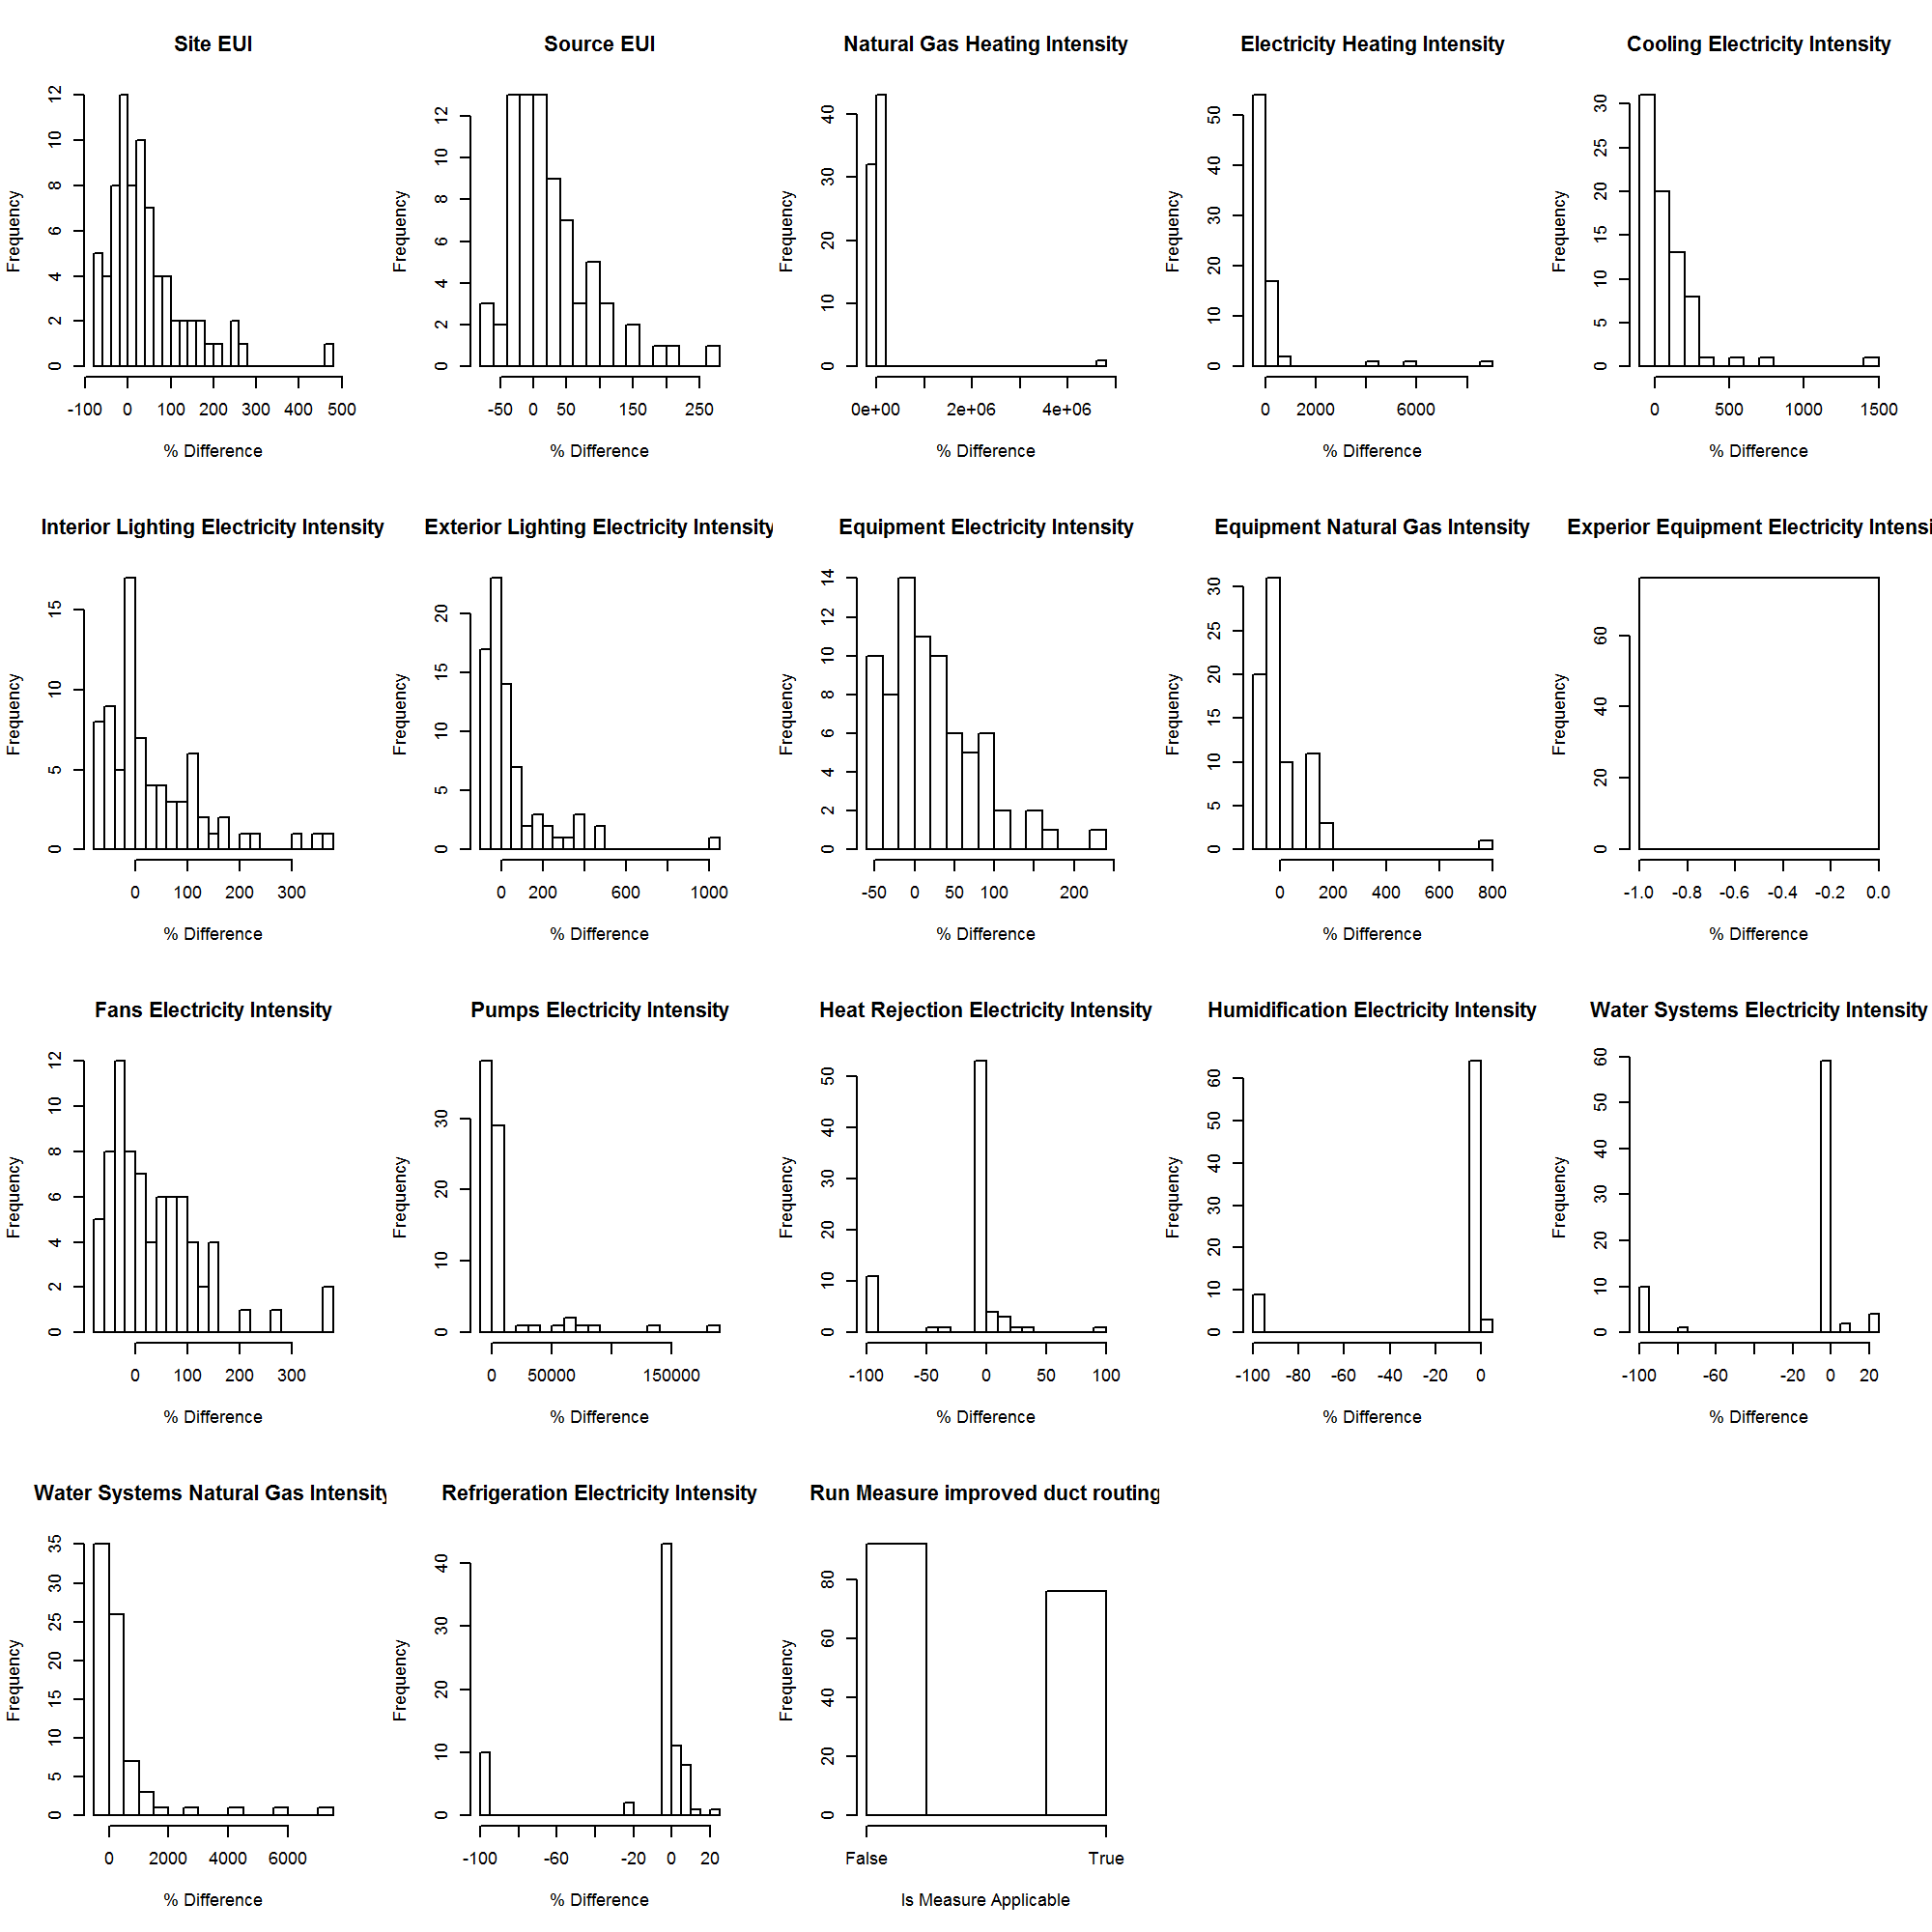 Site EUI
Frequency
0 2 4 6 8 10 12
-100 0 100 200 300 400 500
% Difference
Source EUI
Frequency
0 2 4 6 8 10 12
-50 0 50 150 250
% Difference
Natural Gas Heating Intensity
Frequency
0 10 20 30 40
0e+00 2e+06 4e+06
% Difference
Electricity Heating Intensity
Frequency
0 10 20 30 40 50
0 2000 6000
% Difference
Cooling Electricity Intensity
Frequency
0 5 10 15 20 25 30
0 500 1000 1500
% Difference
Interior Lighting Electricity Intensity
Frequency
0 5 10 15
0 100 200 300
% Difference
Exterior Lighting Electricity Intensity
Frequency
0 5 10 15 20
0 200 600 1000
% Difference
Equipment Electricity Intensity
Frequency
0 2 4 6 8 10 12 14
-50 0 50 100 200
% Difference
Equipment Natural Gas Intensity
Frequency
0 5 10 15 20 25 30
0 200 400 600 800
% Difference
Experior Equipment Electricity Intensi
Frequency
0 20 40 60
-1.0 -0.8 -0.6 -0.4 -0.2 0.0
% Difference
Fans Electricity Intensity
Frequency
0 2 4 6 8 10 12
0 100 200 300
% Difference
Pumps Electricity Intensity
Frequency
0 10 20 30
0 50000 150000
% Difference
Heat Rejection Electricity Intensity
Frequency
0 10 20 30 40 50
-100 -50 0 50 100
% Difference
Humidification Electricity Intensity
Frequency
0 10 20 30 40 50 60
-100 -80 -60 -40 -20 0
% Difference
Water Systems Electricity Intensity
Frequency
0 10 20 30 40 50 60
-100 -60 -20 0 20
% Difference
Water Systems Natural Gas Intensity
Frequency
0 5 10 15 20 25 30 35
0 2000 4000 6000
% Difference
Refrigeration Electricity Intensity
Frequency
0 10 20 30 40
-100 -60 -20 0 20
% Difference
Run Measure improved duct routing
Frequency
0 20 40 60 80
False True
Is Measure Applicable